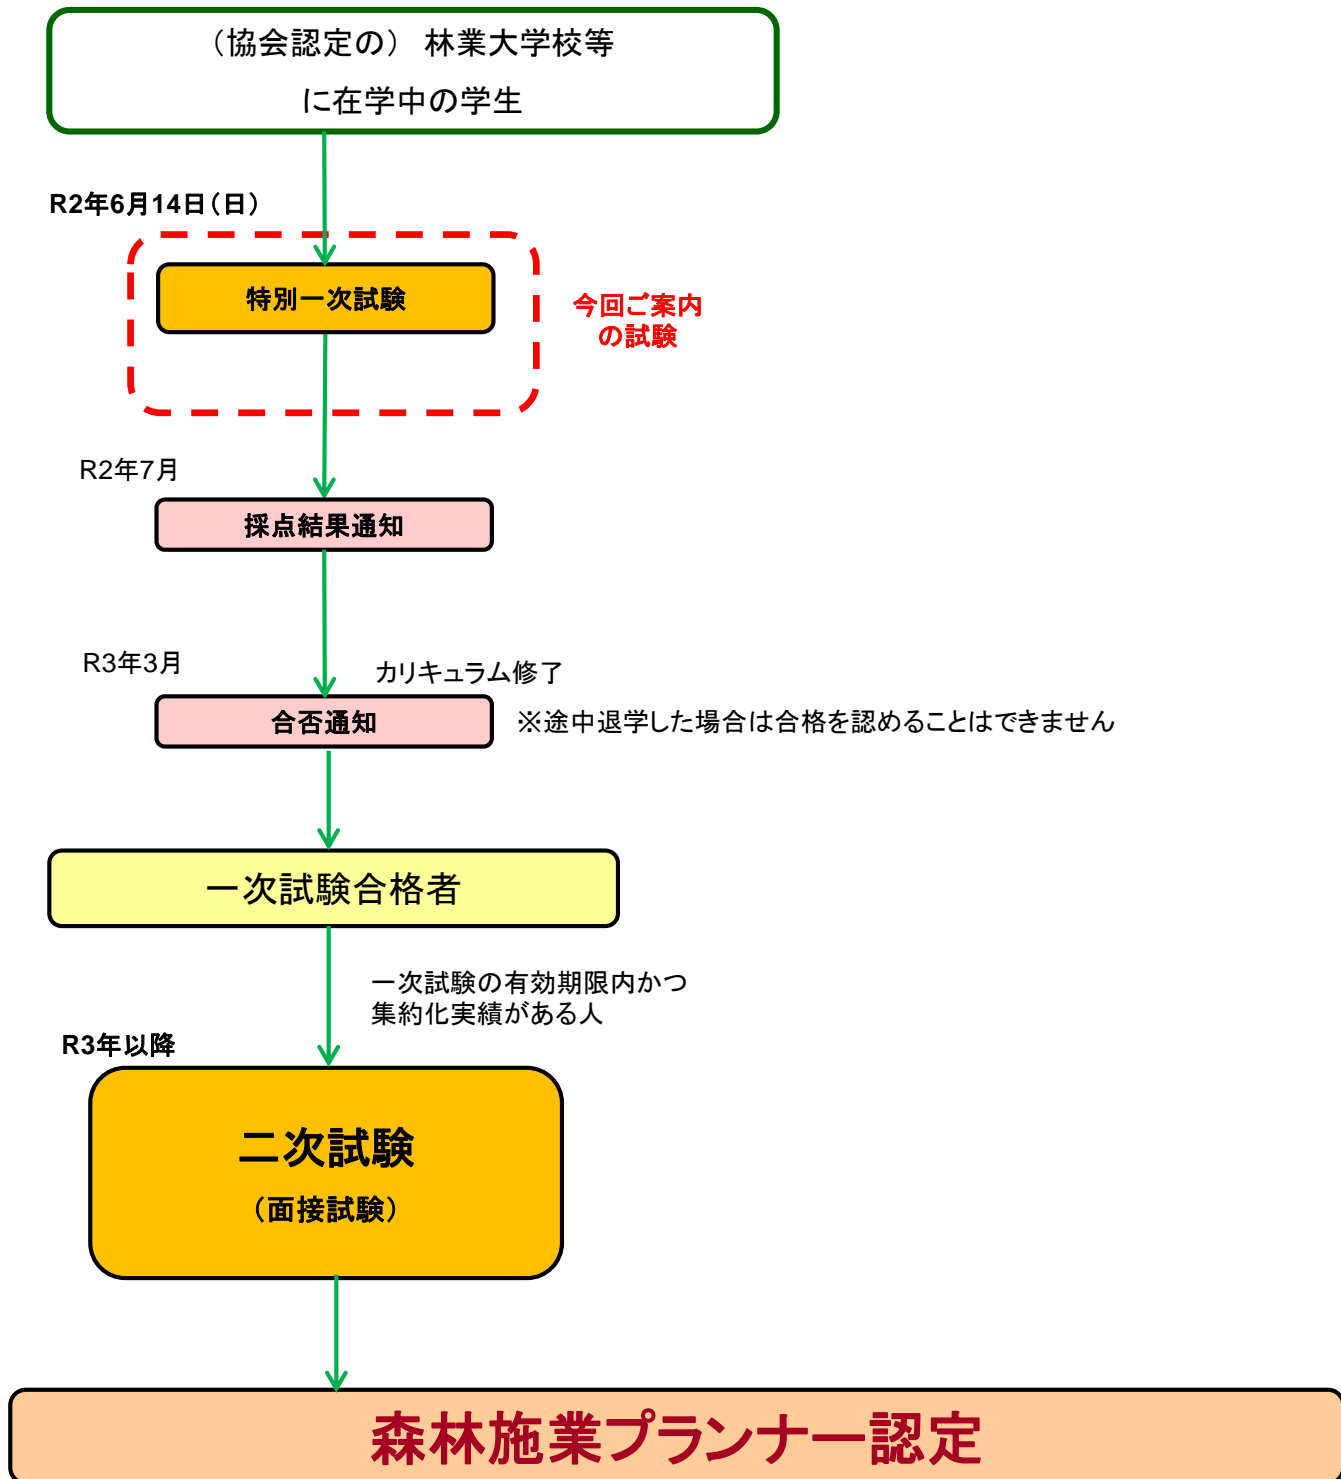 （協会認定の） 林業大学校等
に在学中の学生
R2年6月14日（日）
特別一次試験
今回ご案内
の試験
R2年7月
採点結果通知
R3年3月
カリキュラム修了
合否通知
※途中退学した場合は合格を認めることはできません
一次試験合格者
一次試験の有効期限内かつ
集約化実績がある人
R3年以降
二次試験
（面接試験）
森林施業プランナー認定